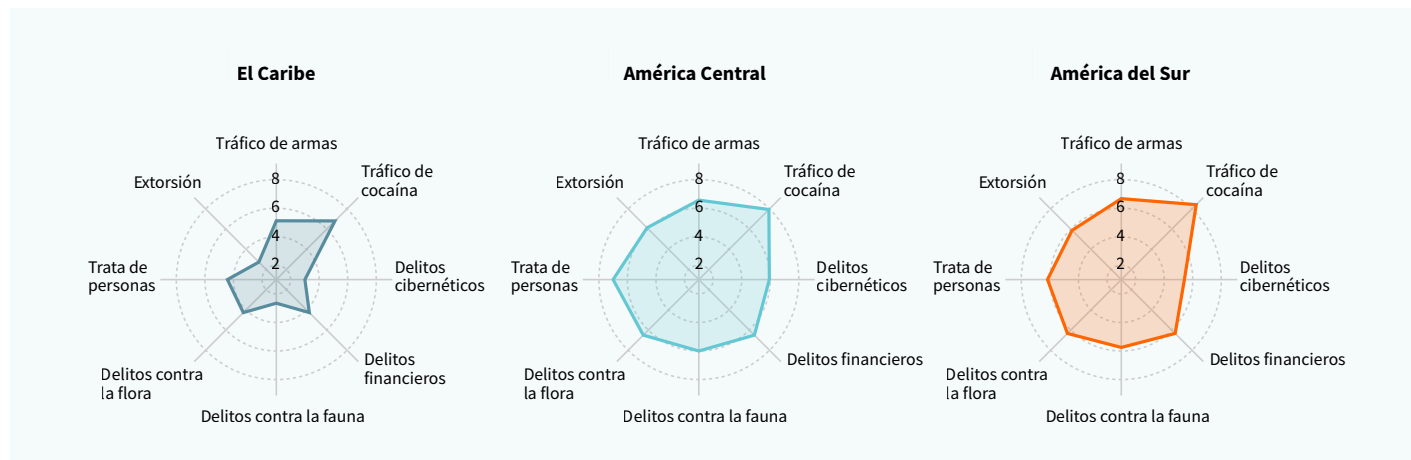 El Caribe
Tráfico de armas
Extorsión
Tráfico de
cocaína
8
6
4
2
Trata de
personas
Delitos
cibernéticos
Delitos contra
la flora
Delitos
financieros
Delitos contra la fauna
América Central
Tráfico de armas
Extorsión
Tráfico de
cocaína
8
6
4
2
Trata de
personas
Delitos
cibernéticos
Delitos contra
la flora
Delitos financieros
Delitos contra la fauna
América del Sur
Tráfico de armas
Extorsión
Tráfico de
cocaína
8
6
4
2
Trata de
personas
Delitos
cibernéticos
Delitos contra
la flora
Delitos financieros
Delitos contra la fauna